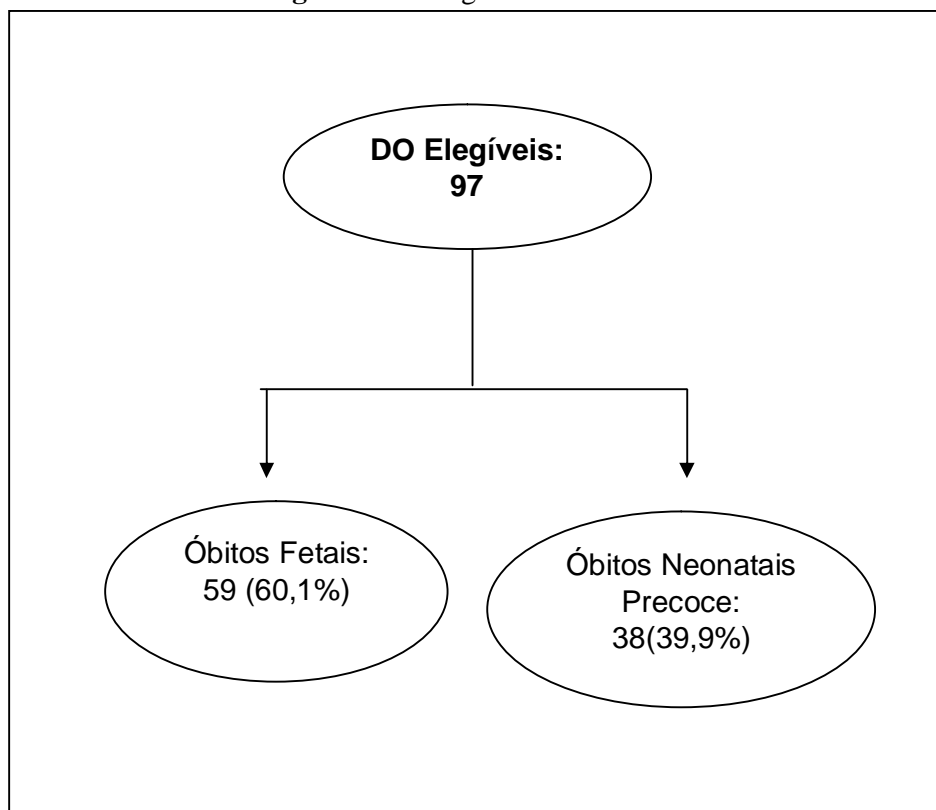 DO Elegíveis:
97
Óbitos Fetais:
59 (60,1%)
Óbitos Neonatais
Precoce:
38(39,9%)